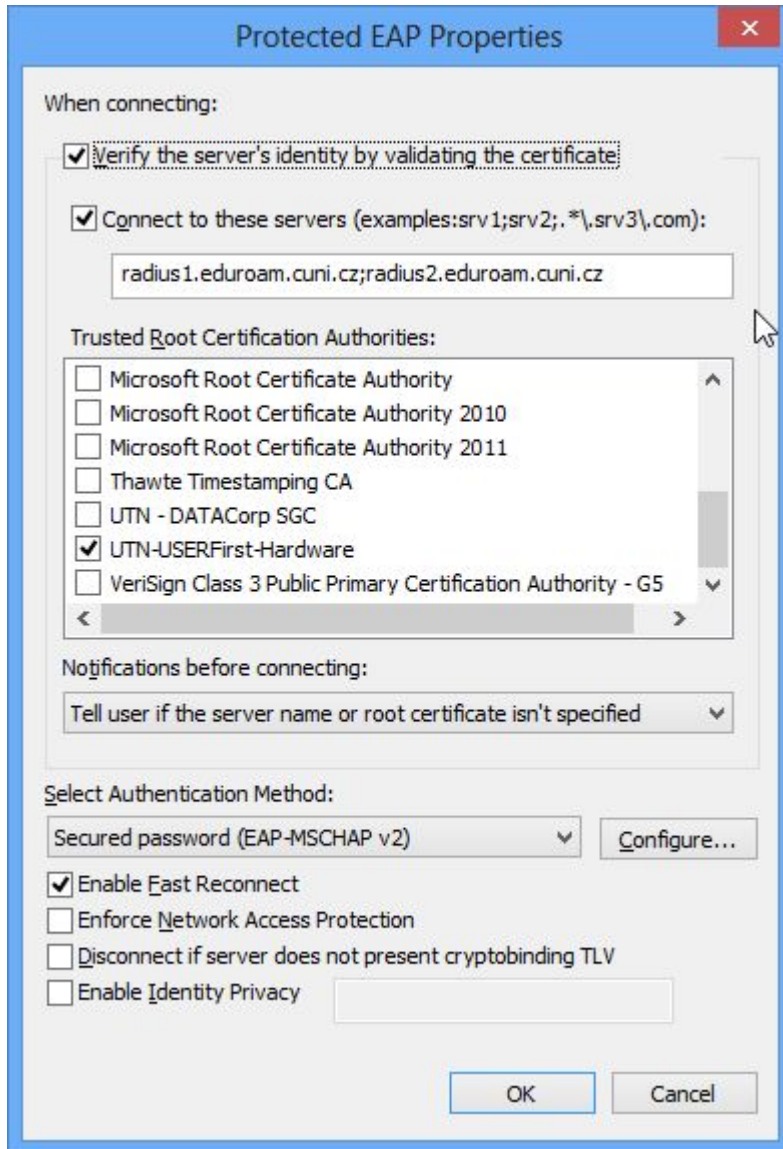 Protected EAP Properties
When connecting:
Verify the server's identity by validating the certificate
Connect to these servers (examples:srv1;srv2;.*\.srv3\.com):
radius1.eduroam.cuni.cz;radius2.eduroam.cuni.cz
Trusted Root Certification Authorities:
Microsoft Root Certificate Authority
Microsoft Root Certificate Authority 2010
Microsoft Root Certificate Authority 2011
Thawte Timestamping CA
UTN - DATACorp SGC
UTN-USERFirst-Hardware
VeriSign Class 3 Public Primary Certification Authority - G5
Notifications before connecting:
Tell user if the server name or root certificate isn't specified
Select Authentication Method:
Secured password (EAP-MSCHAP v2)
Configure...
Enable Fast Reconnect
Enforce Network Access Protection
Disconnect if server does not present cryptobinding TLV
Enable Identity Privacy
OK
Cancel